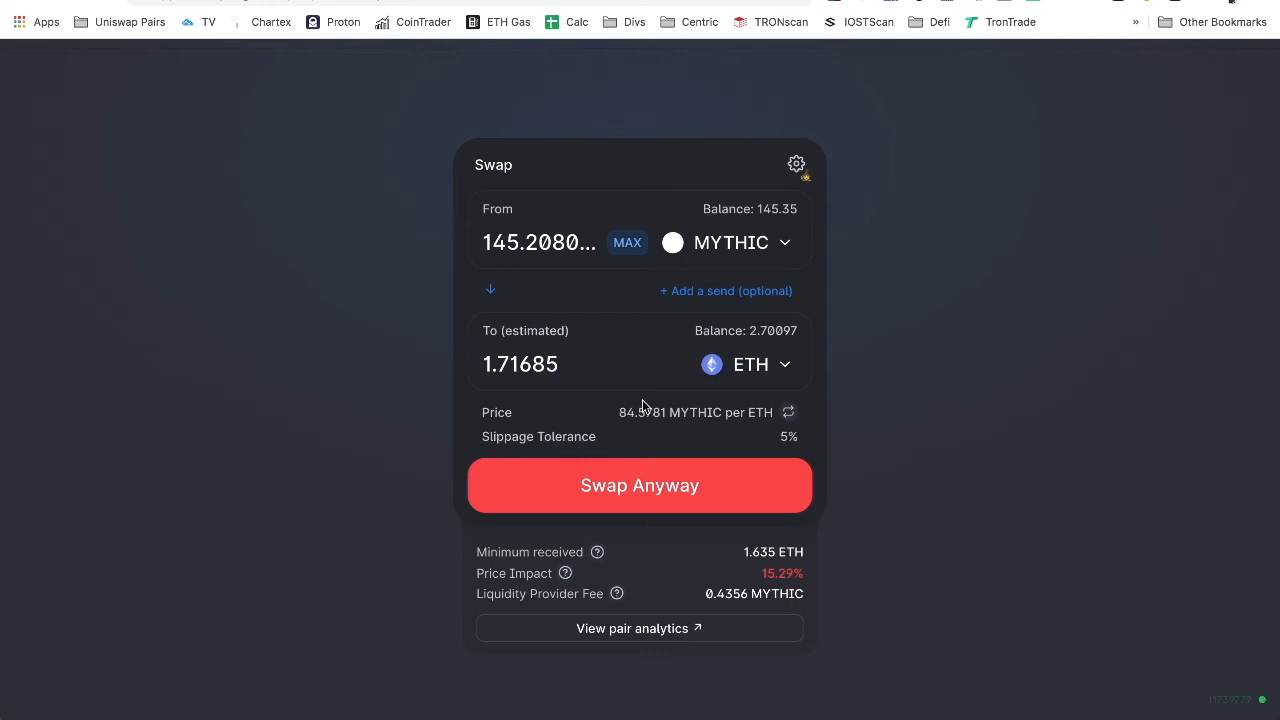 Apps Uniswap Pairs TV Chartex Proton CoinTrader ETH Gas Calc Divs Centric TRONscan IOSTScan Defi TronTrade » Other Bookmarks
Swap
From Balance: 145.35
145.2080... MAX MYTHIC
+ Add a send (optional)
To (estimated) Balance: 2.70097
1.71685 ETH
Price MYTHIC per ETH
Slippage Tolerance 5%
Swap Anyway
Minimum received ? 1.635 ETH
Price Impact ? 15.29%
Liquidity Provider Fee ? 0.4356 MYTHIC
View pair analytics ↗
11739779